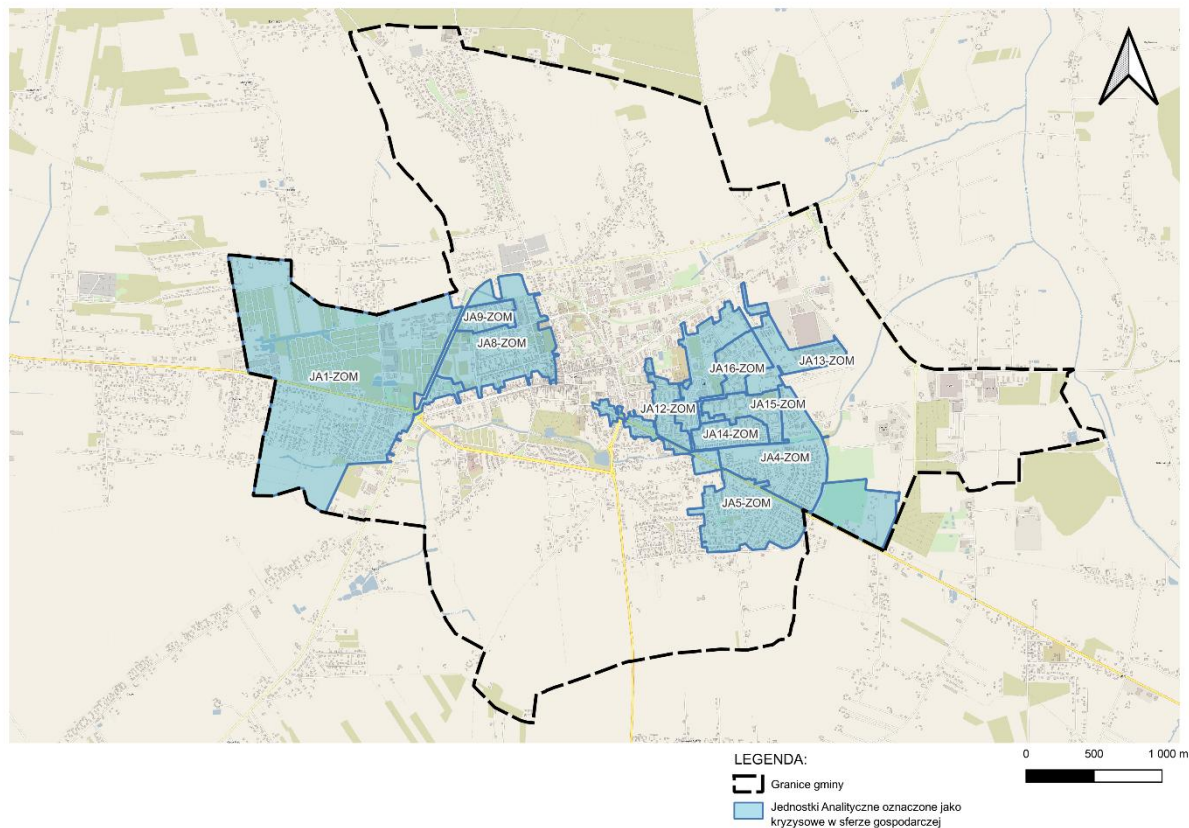 JA9-ZOM
JA8-ZOM
JA1-ZOM
JA16-ZOM
JA13-ZOM
JA12-ZOM
JA15-ZOM
JA14-ZOM
JA4-ZOM
JA5-ZOM
LEGENDA:
Granice gminy
Jednostki Analityczne oznaczone jako
kryzysowe w sferze gospodarczej
0 500 1 000 m